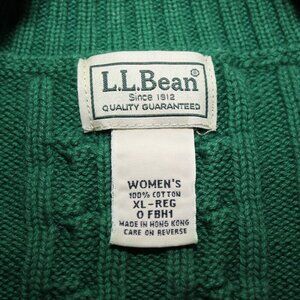 L.L.Bean®
Since 1912
QUALITY GUARANTEED
WOMEN'S
100% COTTON
XL-REG
0 FBH1
MADE IN HONG KONG
CARE ON REVERSE